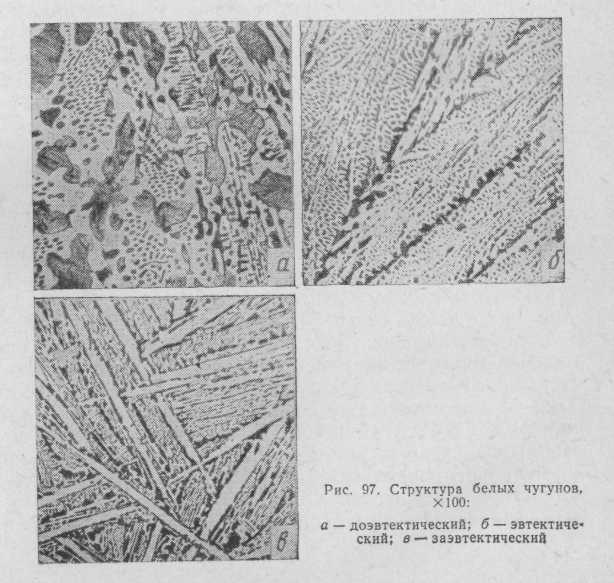 а
б
в
Рис. 97. Структура белых чугунов,
×100:
а — доэвтектический; б — эвтектиче-
ский; в — заэвтектический